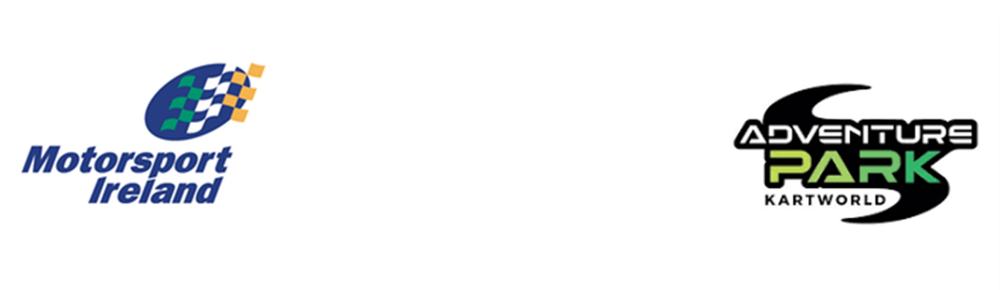 Motorsport
Ireland
ADVENTURE
PARK
KARTWORLD